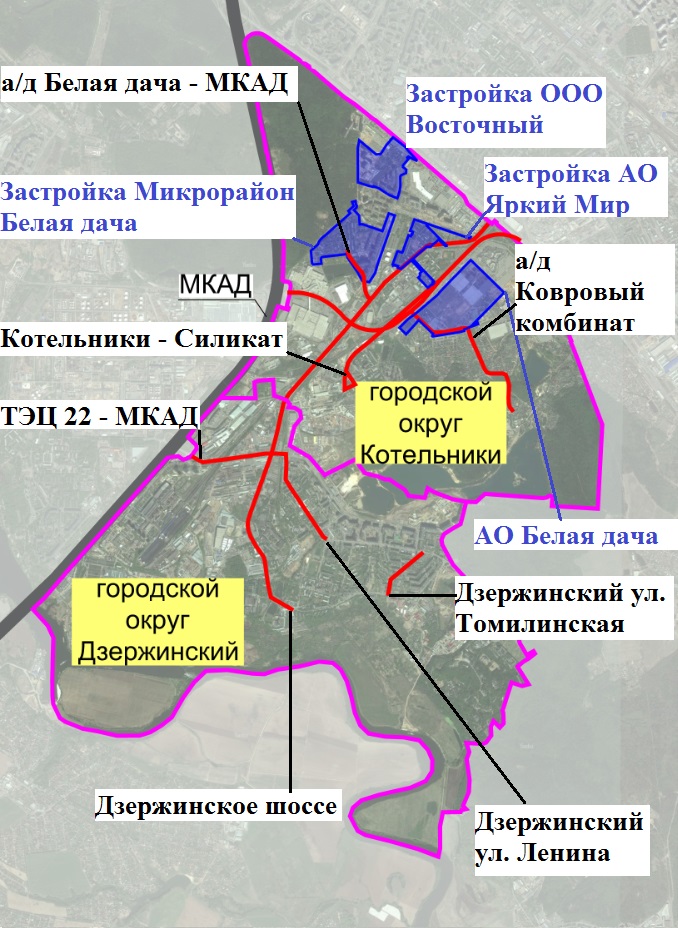 а/д Белая дача - МКАД
Застройка ООО
Восточный
Застройка Микрорайон
Белая дача
Застройка АО
Яркий Мир
а/д
Ковровый
комбинат
МКАД
Котельники - Силикат
городской
округ
Котельники
ТЭЦ 22 - МКАД
АО Белая дача
городской
округ
Дзержинский
Дзержинский ул.
Томилинская
Дзержинское шоссе
Дзержинский
ул. Ленина